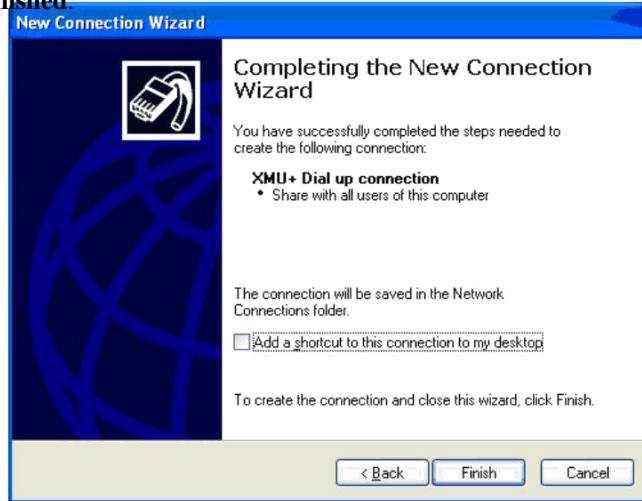 New Connection Wizard
Completing the New Connection
Wizard
You have successfully completed the steps needed to
create the following connection:
XMU+ Dial up connection
• Share with all users of this computer
The connection will be saved in the Network
Connections folder.
Add a shortcut to this connection to my desktop
To create the connection and close this wizard, click Finish.
< Back Finish Cancel